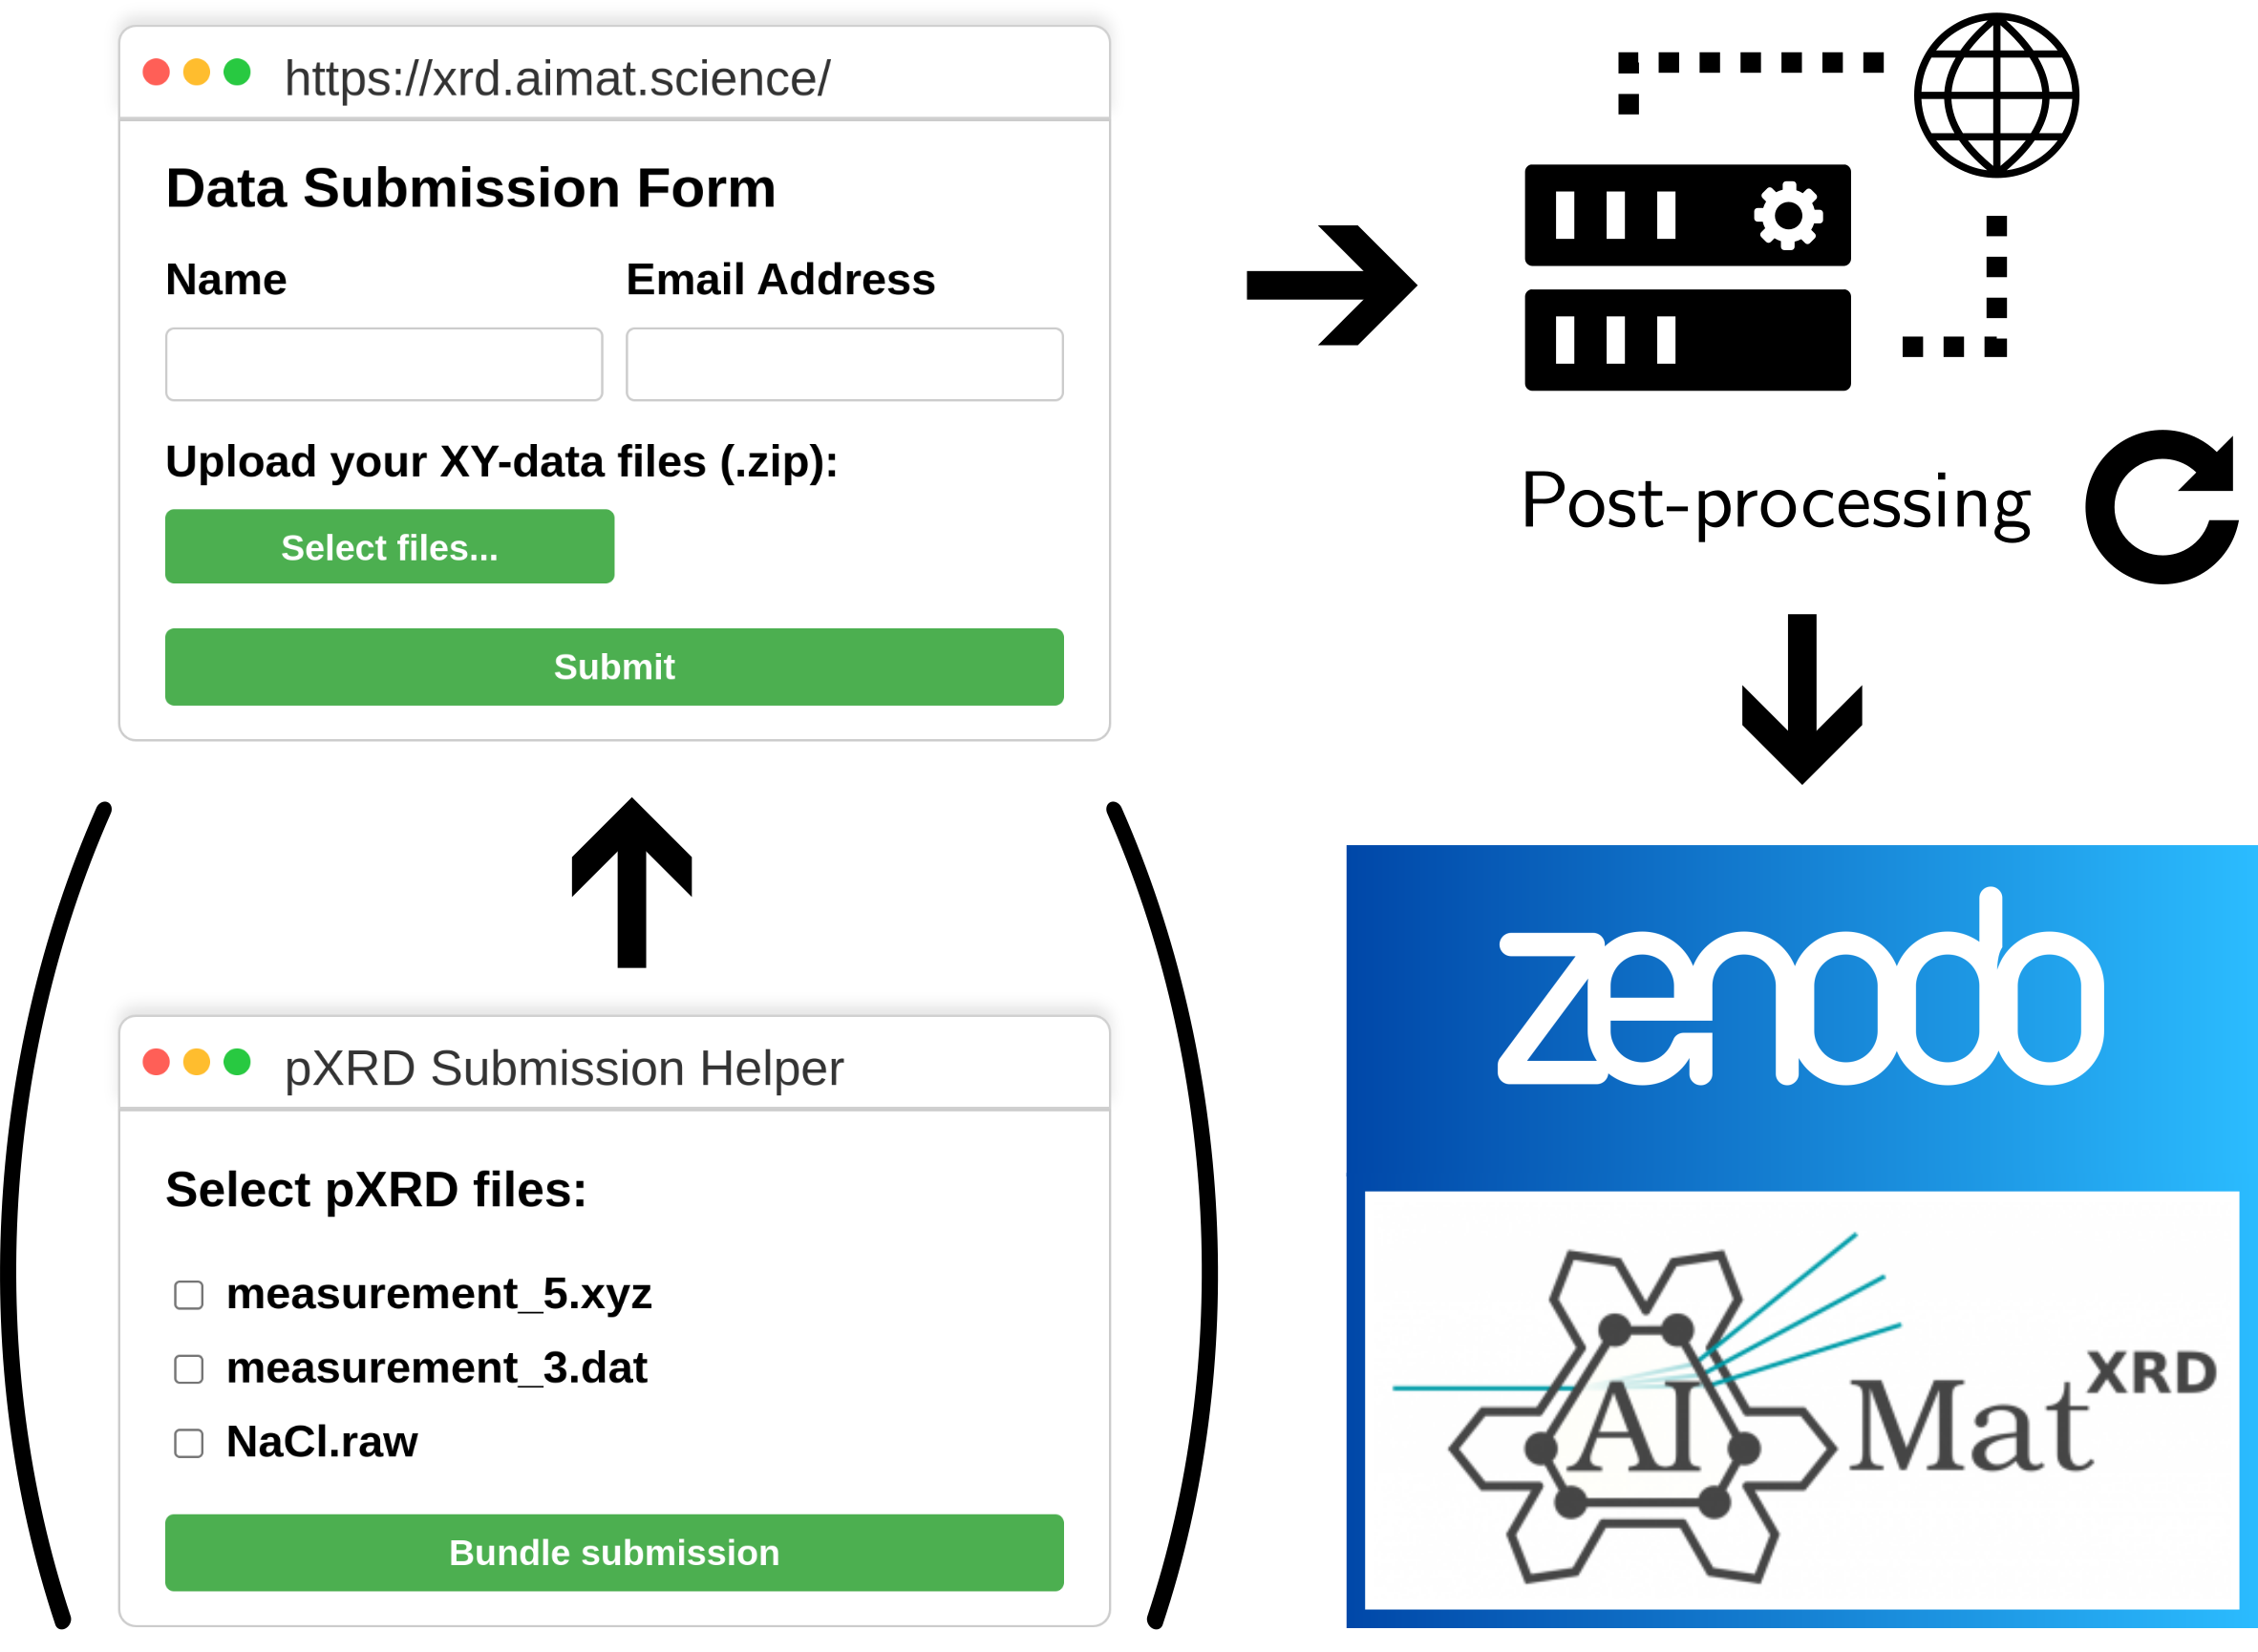 https://xrd.aimat.science/
Data Submission Form
Name
Email Address
Upload your XY-data files (.zip):
Select files...
Submit
Post-processing
pXRD Submission Helper
Select pXRD files:
measurement_5.xyz
measurement_3.dat
NaCl.raw
Bundle submission
zenodo
AI Mat XRD